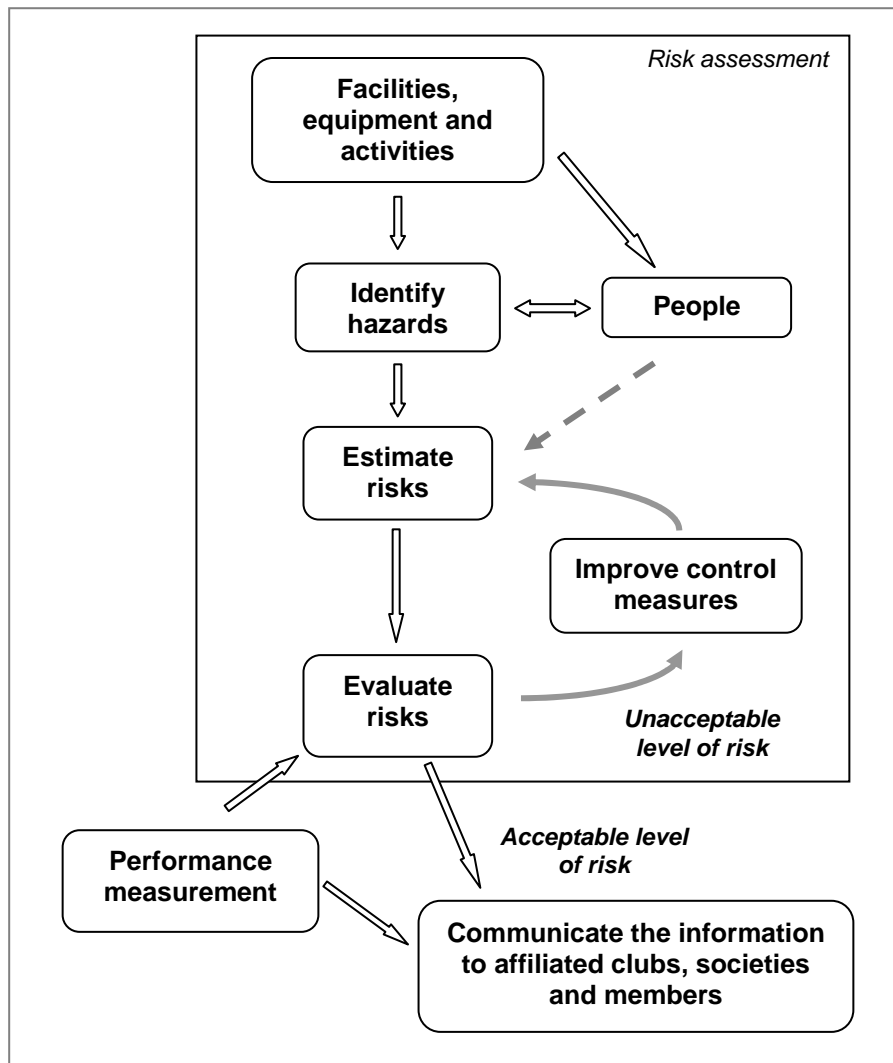 Risk assessment
Facilities,
equipment and
activities
Identify
hazards
People
Estimate
risks
Improve control
measures
Evaluate
risks
Unacceptable
level of risk
Acceptable level
of risk
Performance
measurement
Communicate the information
to affiliated clubs, societies
and members